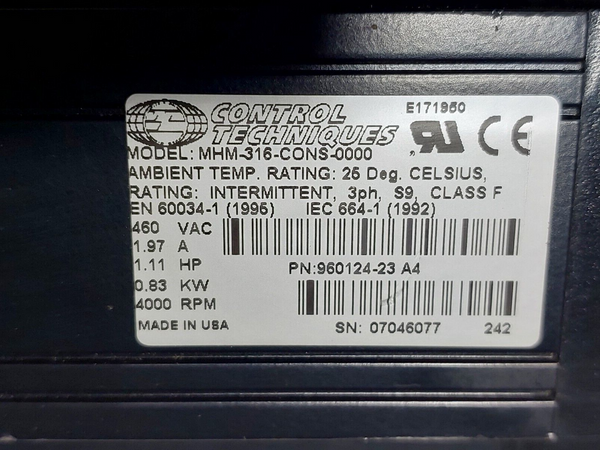 CONTROL
TECHNIQUES
E171950
MODEL: MHM-316-CONS-0000
AMBIENT TEMP. RATING: 25 Deg. CELSIUS,
RATING: INTERMITTENT, 3ph, S9, CLASS F
EN 60034-1 (1995) IEC 664-1 (1992)
460 VAC
1.97 A
1.11 HP
0.83 KW
4000 RPM
PN:960124-23 A4
MADE IN USA
SN: 07046077 242